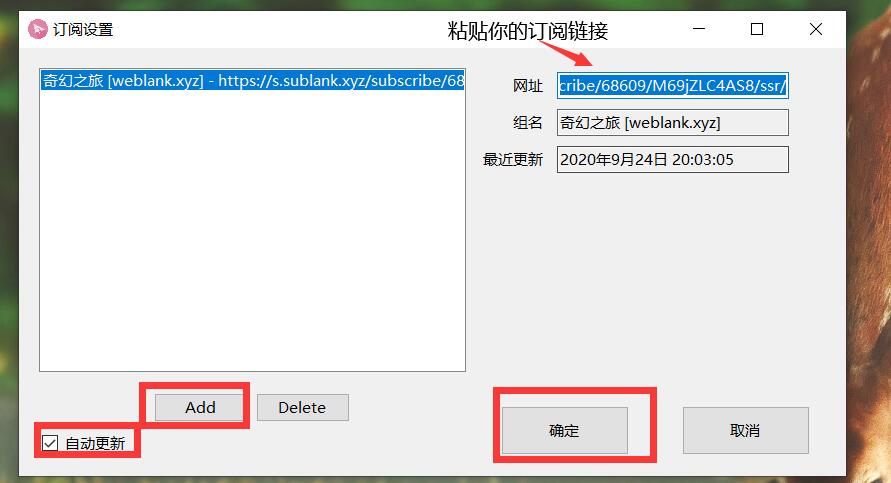 订阅设置
粘贴你的订阅链接
奇幻之旅 [weblank.xyz] - https://s.sublank.xyz/subscribe/68
网址
cribe/68609/M69jZLC4AS8/ssr/
组名
奇幻之旅 [weblank.xyz]
最近更新
2020年9月24日 20:03:05
Add
Delete
自动更新
确定
取消